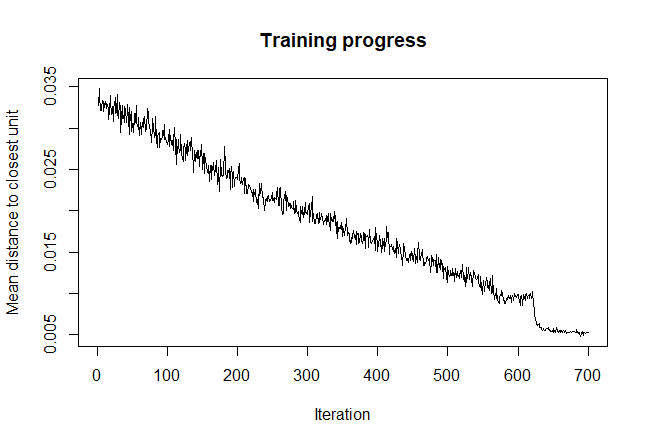 Training progress
Mean distance to closest unit
0.035
0.025
0.015
0.005
0 100 200 300 400 500 600 700
Iteration